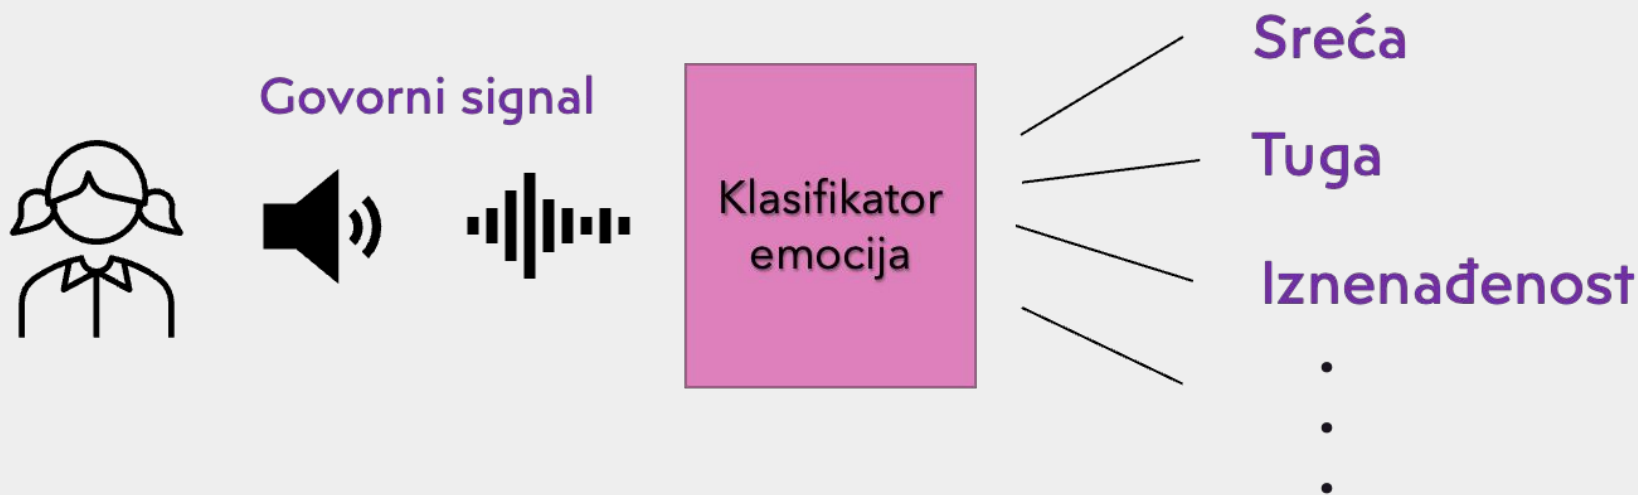 Govorni signal
Klasifikator
emocija
Sreća
Tuga
Iznenađenost